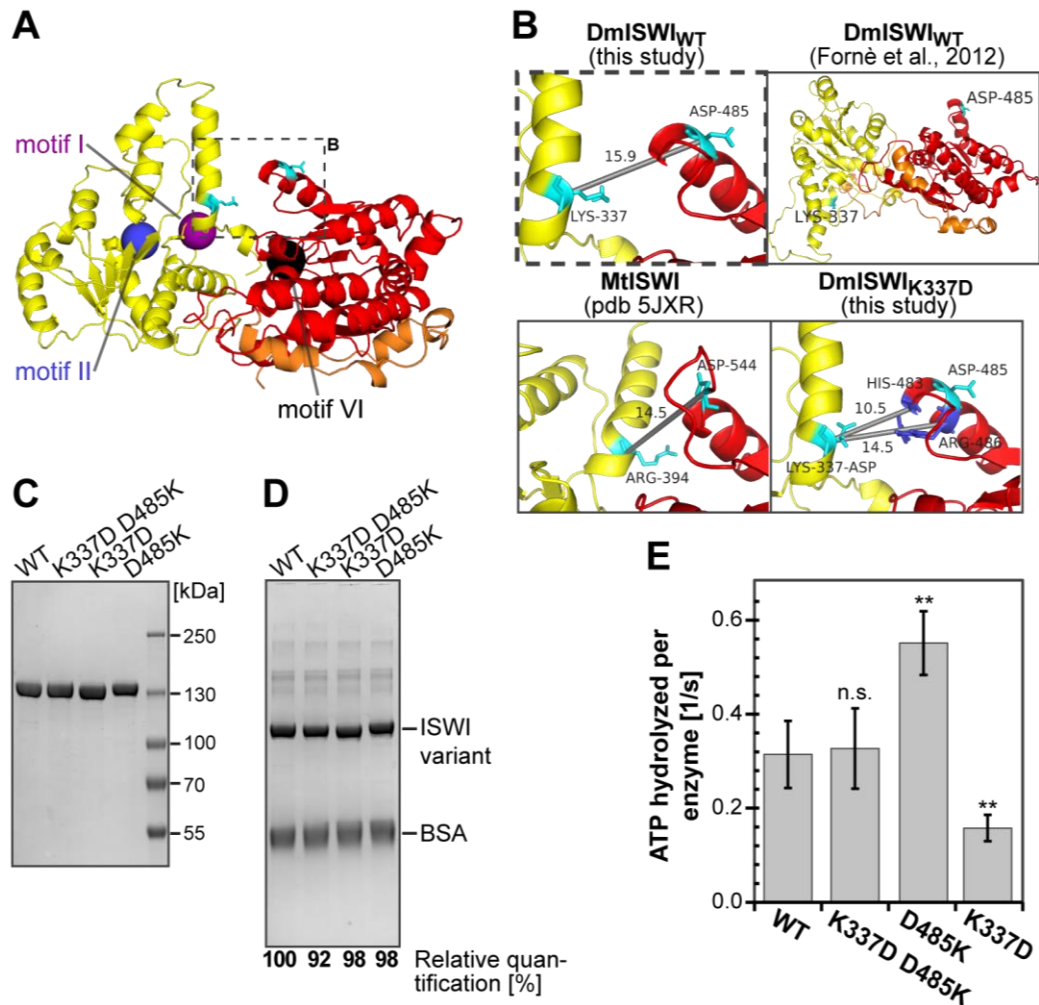 A
motif I
B
motif II
motif VI
B
DmISWIWT
(this study)
ASP-485
15.9
LYS-337
DmISWIWT
(Fornè et al., 2012)
ASP-485
LYS-337
MtISWI
(pdb 5JXR)
ASP-544
14.5
ARG-394
DmISWIK337D
(this study)
HIS-483
ASP-485
10.5
14.5
ARG-486
LYS-337-ASP
C
WT
K337D D485K
K337D
D485K
[kDa]
250
130
100
70
55
D
WT
K337D D485K
K337D
D485K
ISWI
variant
BSA
100 92 98 98
Relative quan-
tification [%]
E
ATP hydrolyzed per
enzyme [1/s]
0.6
0.4
0.2
0.0
n.s.
**
**
WT
K337D D485K
D485K
K337D